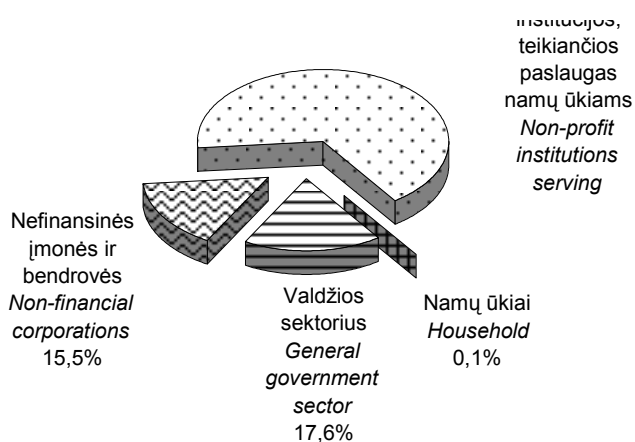 institucijos,
teikiančios
paslaugas
namų ūkiams
Non-profit
institutions
serving
Nefinansinės
įmonės ir
bendrovės
Non-financial
corporations
15,5%
Valdžios
sektorius
General
government
sector
17,6%
Namų ūkiai
Household
0,1%